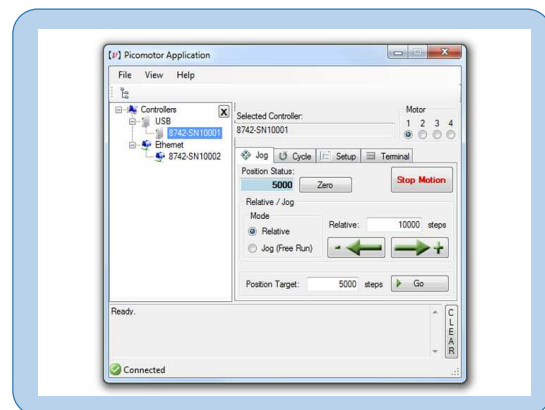 [ν] Picomotor Application
File View Help
Controllers
USB
8742-SN10001
Ethernet
8742-SN10002
X
Selected Controller:
8742-SN10001
Motor
1 2 3 4
Jog Cycle Setup Terminal
Position Status:
5000 Zero Stop Motion
Relative / Jog
Mode
Relative
Jog (Free Run)
Relative: 10000 steps
- +
Position Target: 5000 steps Go
Ready.
CLEAR
Connected